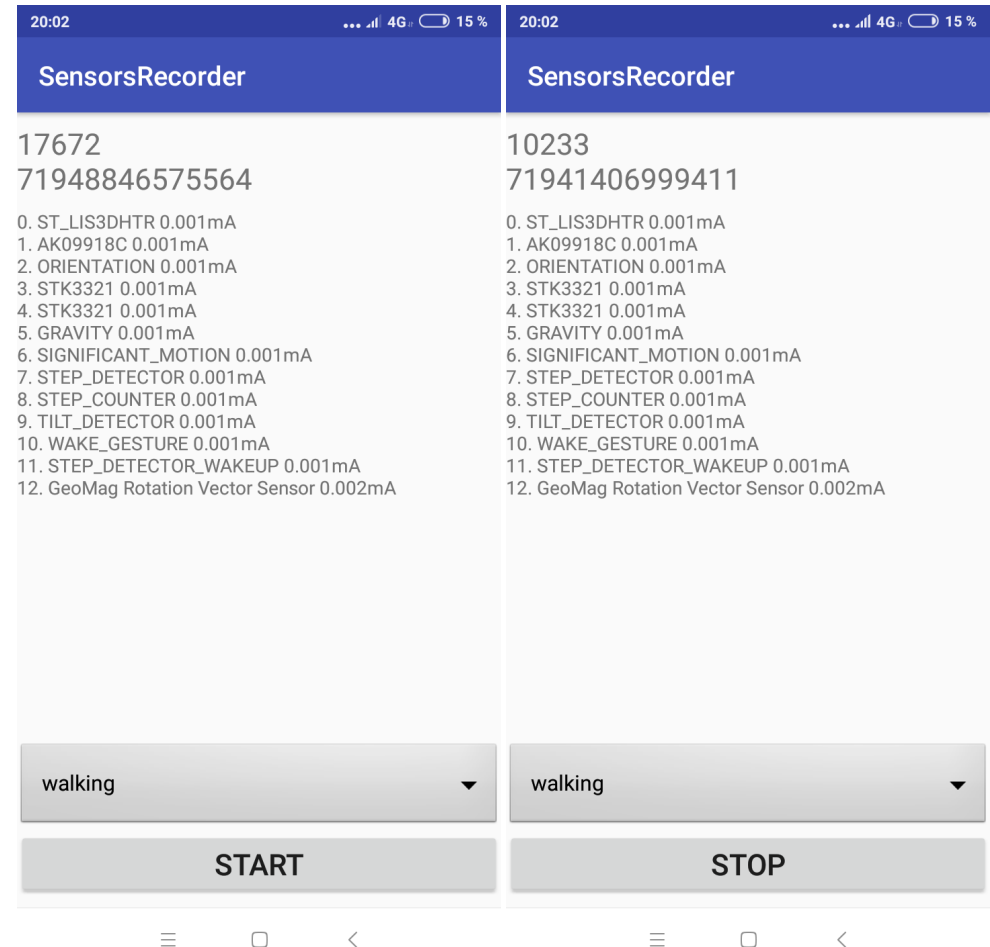 20:02
4G
15 %
SensorsRecorder
17672
71948846575564
0. ST_LIS3DHTR 0.001mA
1. AK09918C 0.001mA
2. ORIENTATION 0.001mA
3. STK3321 0.001mA
4. STK3321 0.001mA
5. GRAVITY 0.001mA
6. SIGNIFICANT_MOTION 0.001mA
7. STEP_DETECTOR 0.001mA
8. STEP_COUNTER 0.001mA
9. TILT_DETECTOR 0.001mA
10. WAKE_GESTURE 0.001mA
11. STEP_DETECTOR_WAKEUP 0.001mA
12. GeoMag Rotation Vector Sensor 0.002mA
walking
START
20:02
4G
15 %
SensorsRecorder
10233
71941406999411
0. ST_LIS3DHTR 0.001mA
1. AK09918C 0.001mA
2. ORIENTATION 0.001mA
3. STK3321 0.001mA
4. STK3321 0.001mA
5. GRAVITY 0.001mA
6. SIGNIFICANT_MOTION 0.001mA
7. STEP_DETECTOR 0.001mA
8. STEP_COUNTER 0.001mA
9. TILT_DETECTOR 0.001mA
10. WAKE_GESTURE 0.001mA
11. STEP_DETECTOR_WAKEUP 0.001mA
12. GeoMag Rotation Vector Sensor 0.002mA
walking
STOP